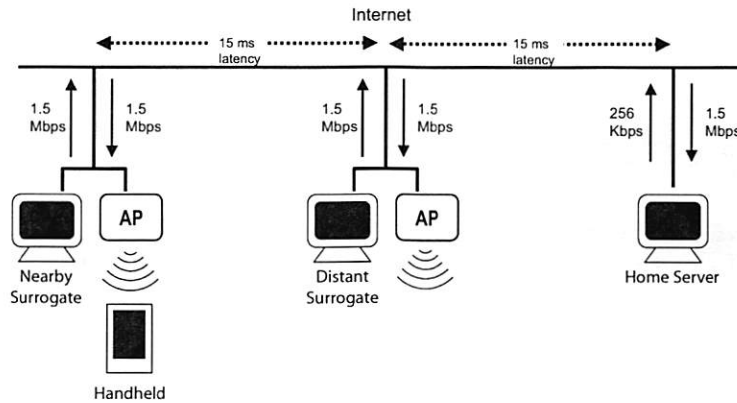 Internet
15 ms
latency
15 ms
latency
1.5
Mbps
1.5
Mbps
1.5
Mbps
1.5
Mbps
256
Kbps
1.5
Mbps
AP
AP
Nearby
Surrogate
Distant
Surrogate
Home Server
Handheld